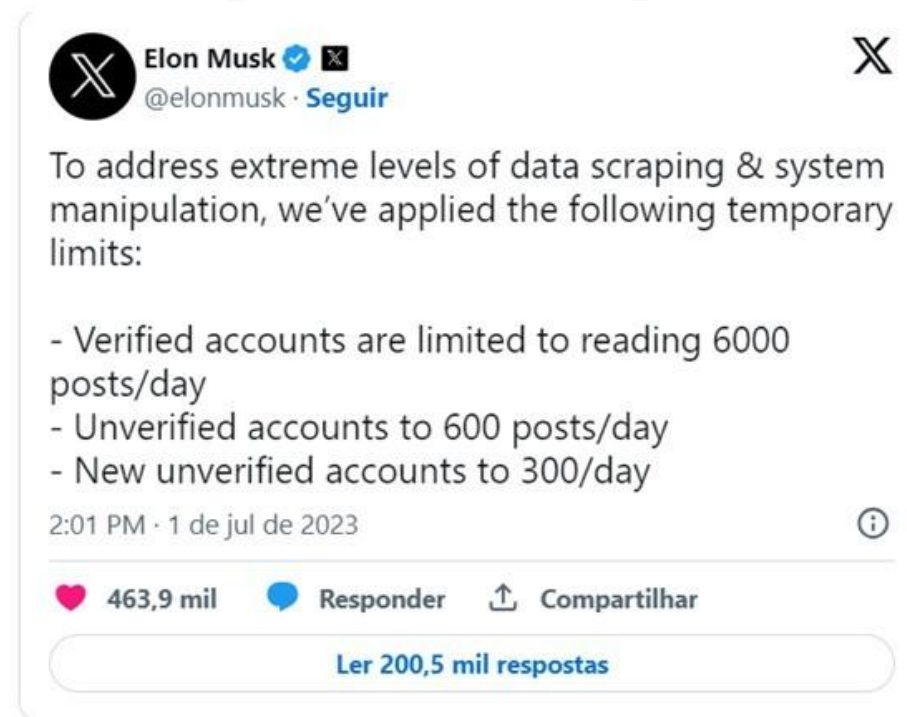 Elon Musk
@elonmusk · Seguir
To address extreme levels of data scraping & system
manipulation, we’ve applied the following temporary
limits:
- Verified accounts are limited to reading 6000
posts/day
- Unverified accounts to 600 posts/day
- New unverified accounts to 300/day
2:01 PM · 1 de jul de 2023
463,9 mil Responder Compartilhar
Ler 200,5 mil respostas